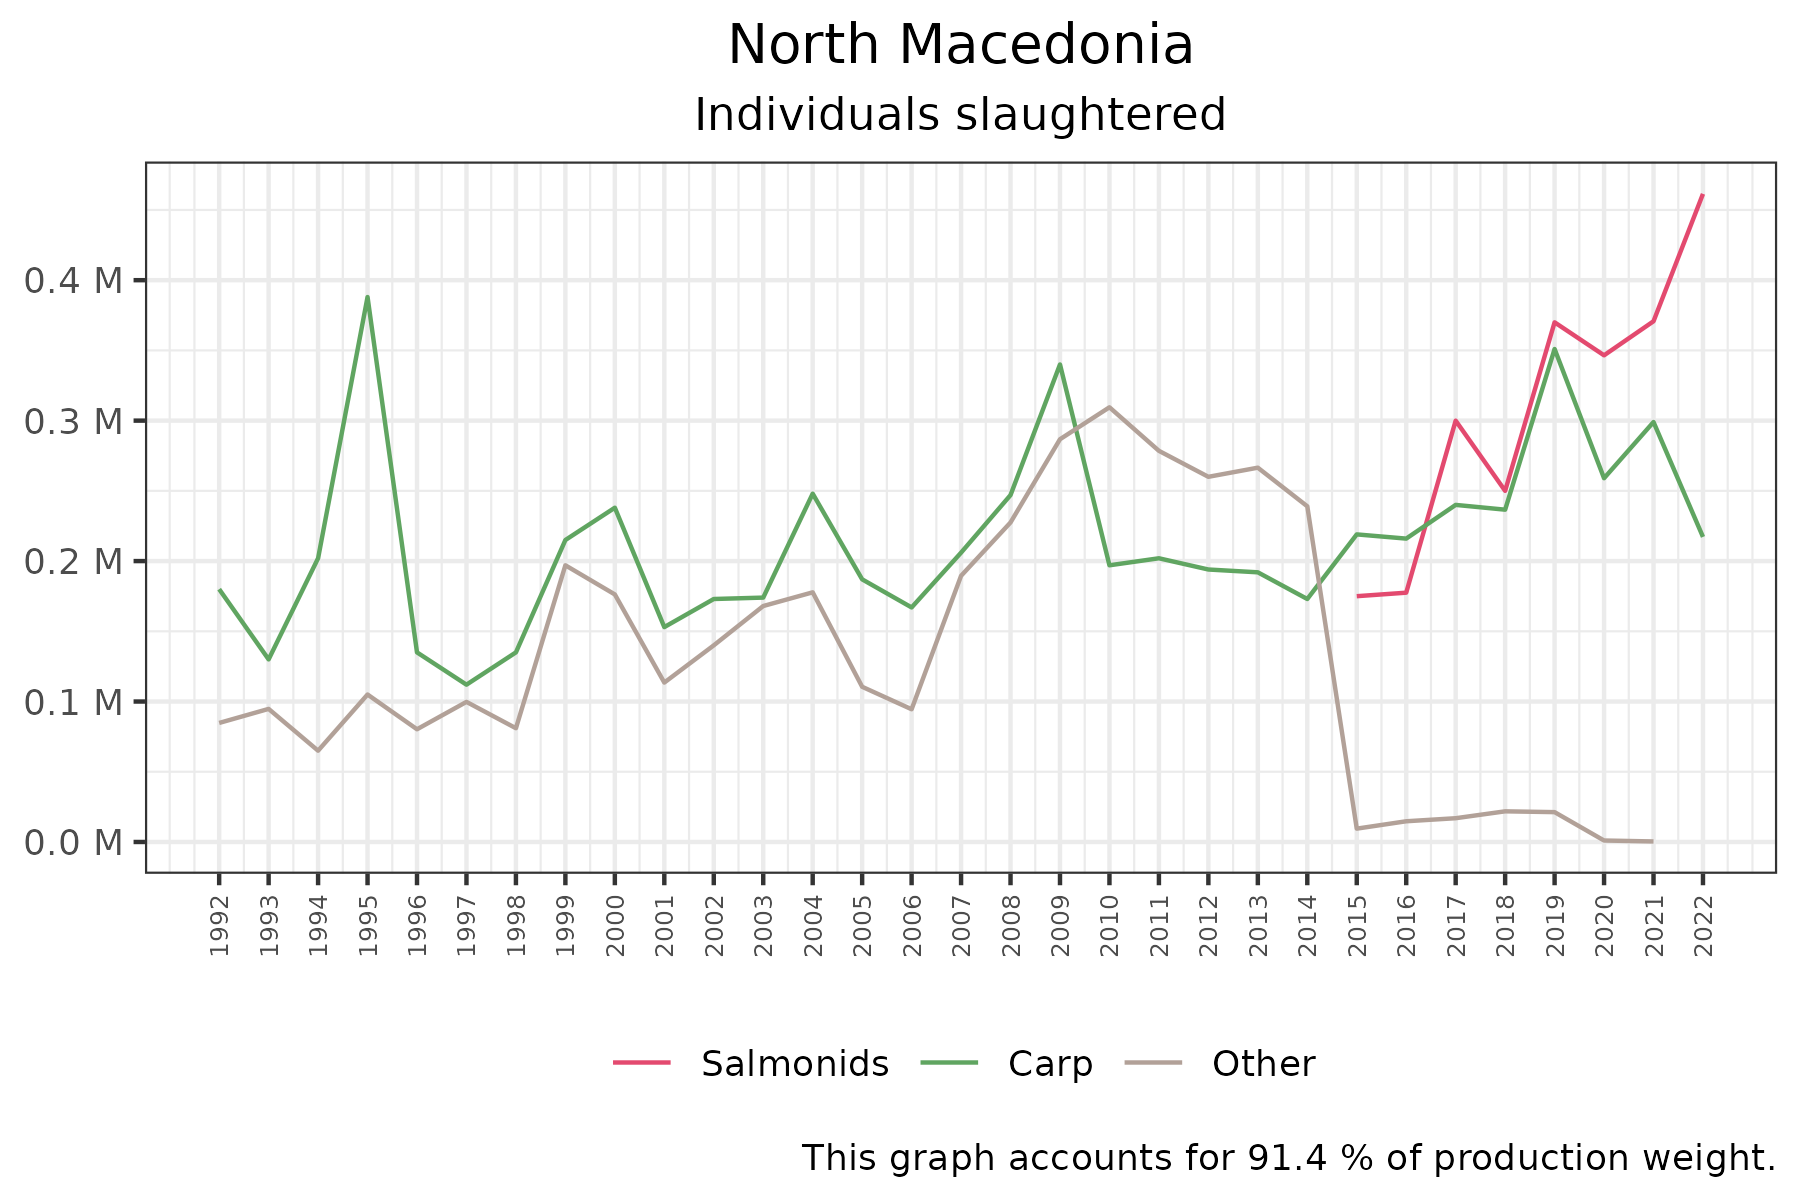 North Macedonia
Individuals slaughtered
0.4 M
0.3 M
0.2 M
0.1 M
0.0 M
1992 1993 1994 1995 1996 1997 1998 1999 2000 2001 2002 2003 2004 2005 2006 2007 2008 2009 2010 2011 2012 2013 2014 2015 2016 2017 2018 2019 2020 2021 2022
Salmonids Carp Other
This graph accounts for 91.4 % of production weight.